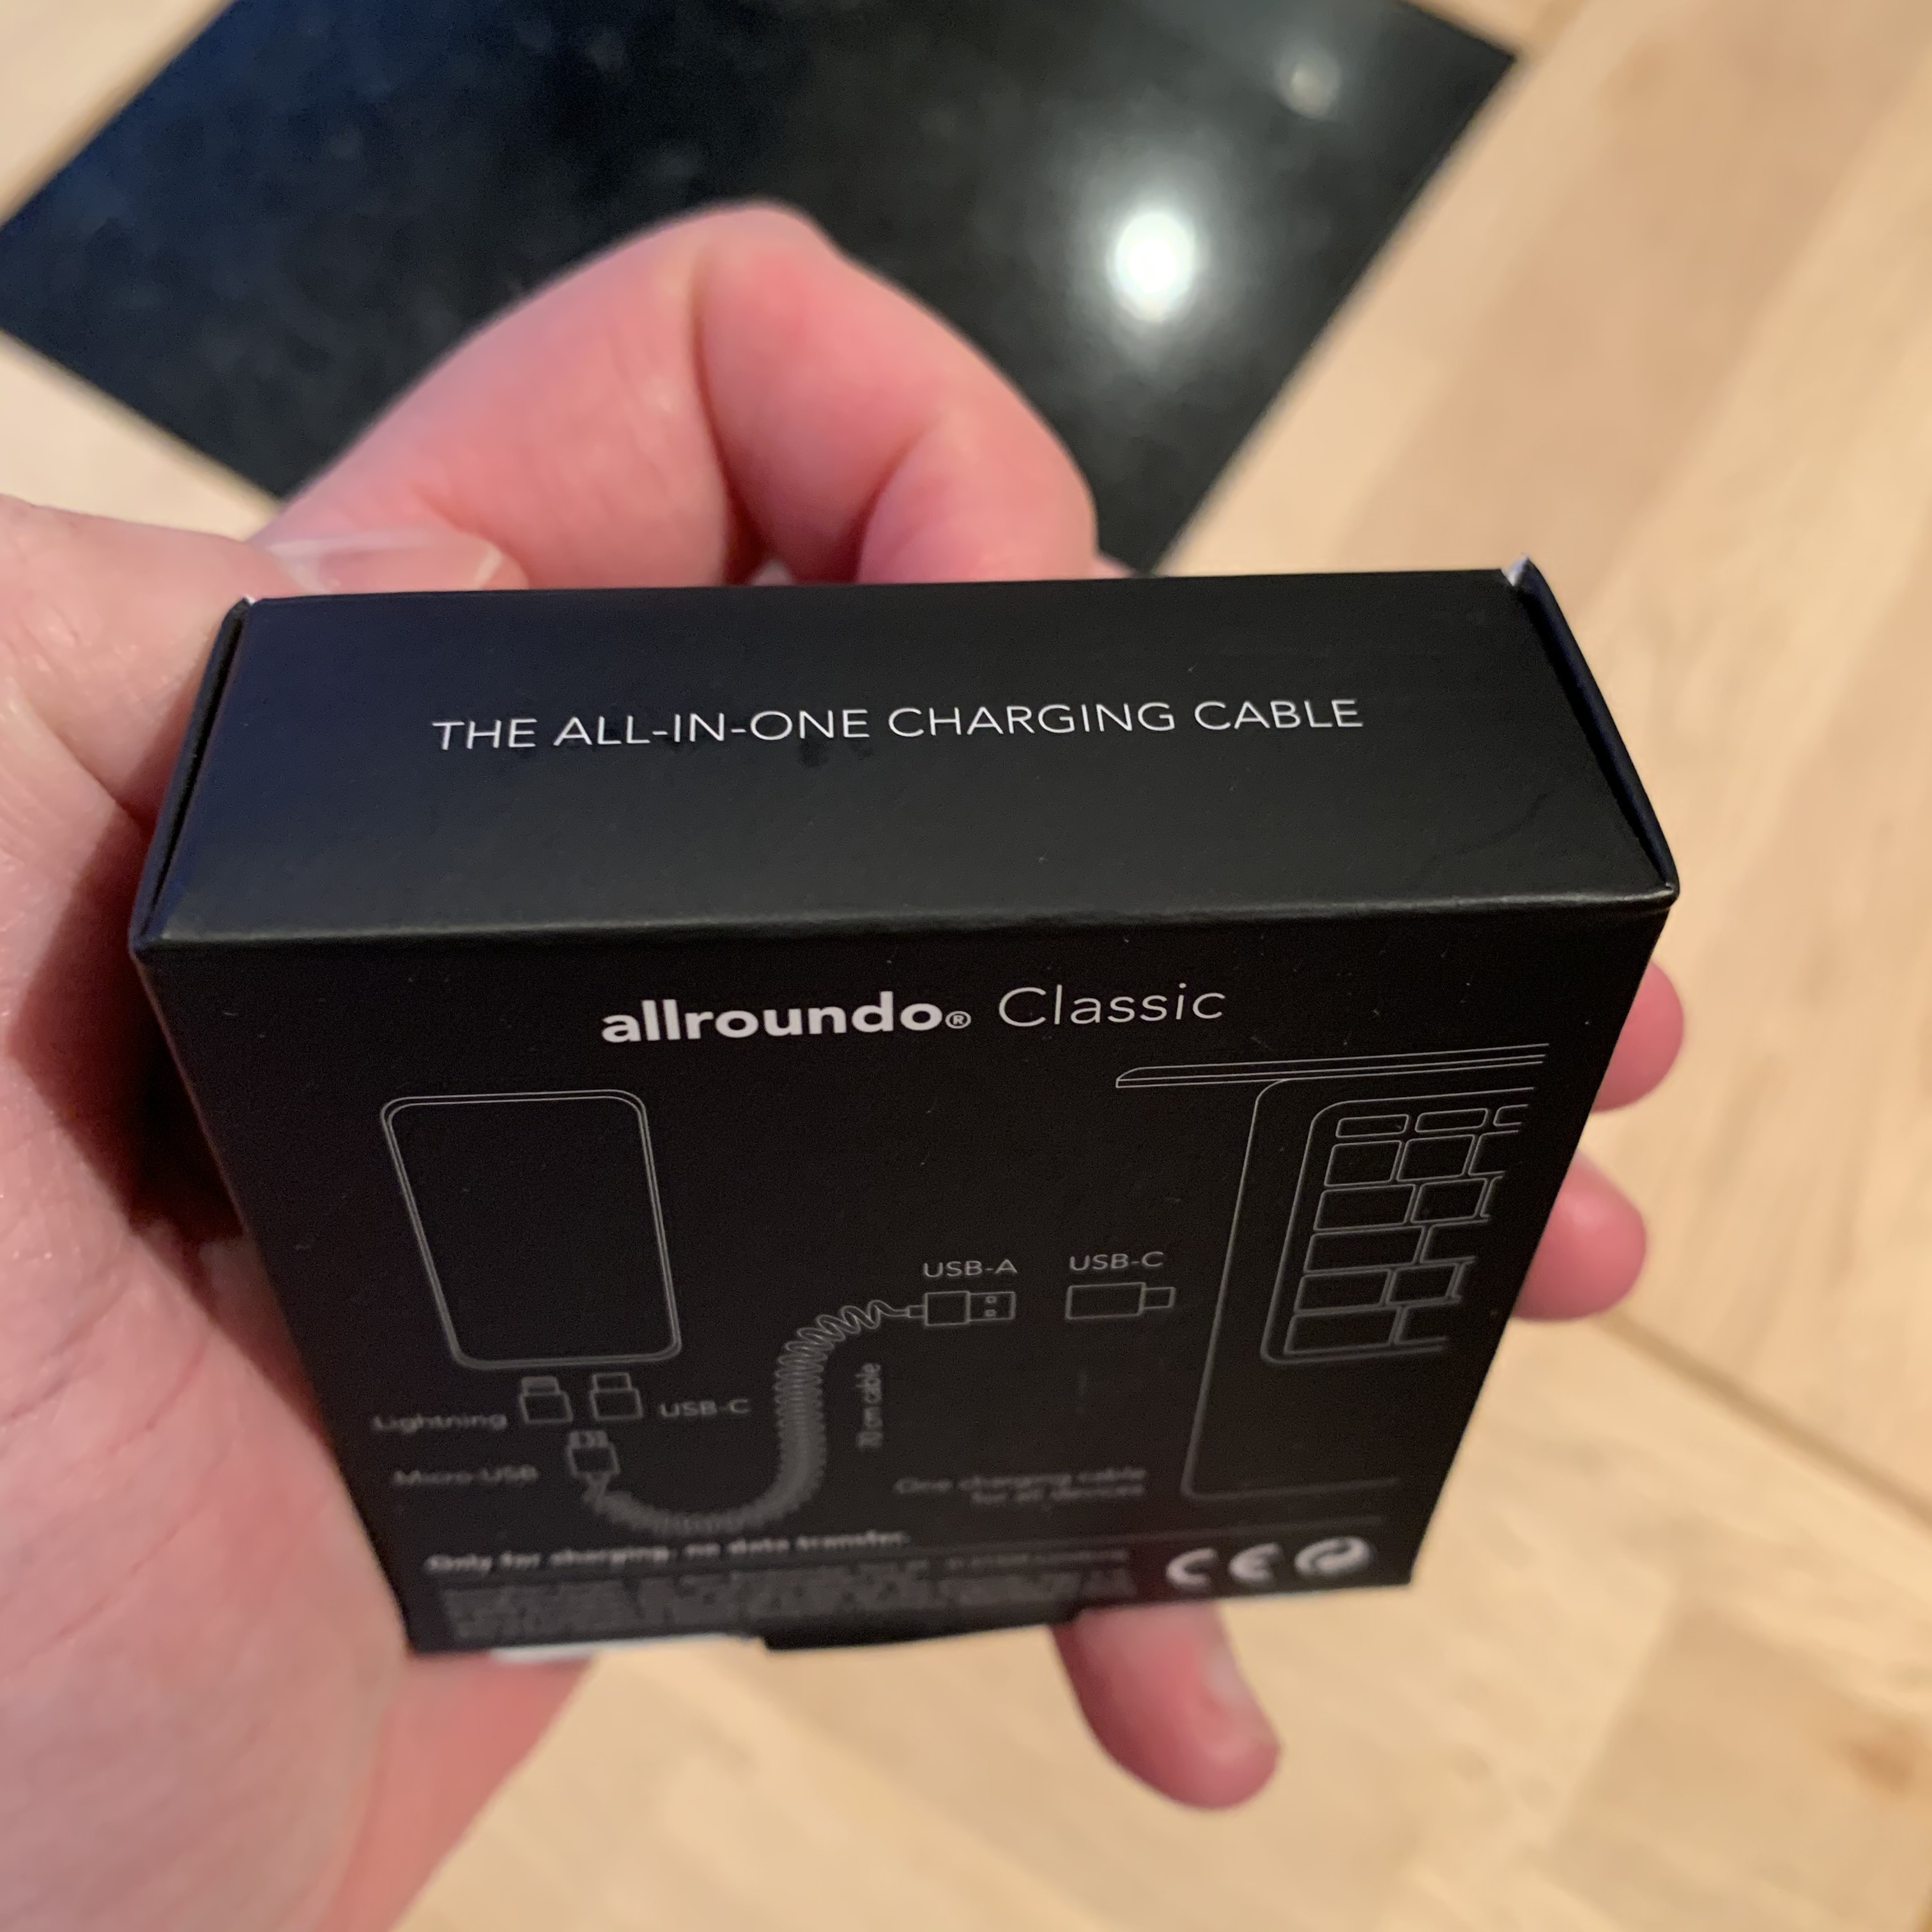 THE ALL-IN-ONE CHARGING CABLE
allroundo® Classic
USB-A
USB-C
Lightning
USB-C
Micro-USB
70 cm cable
One charging cable
for all devices
Only for charging, no data transfer.
CE